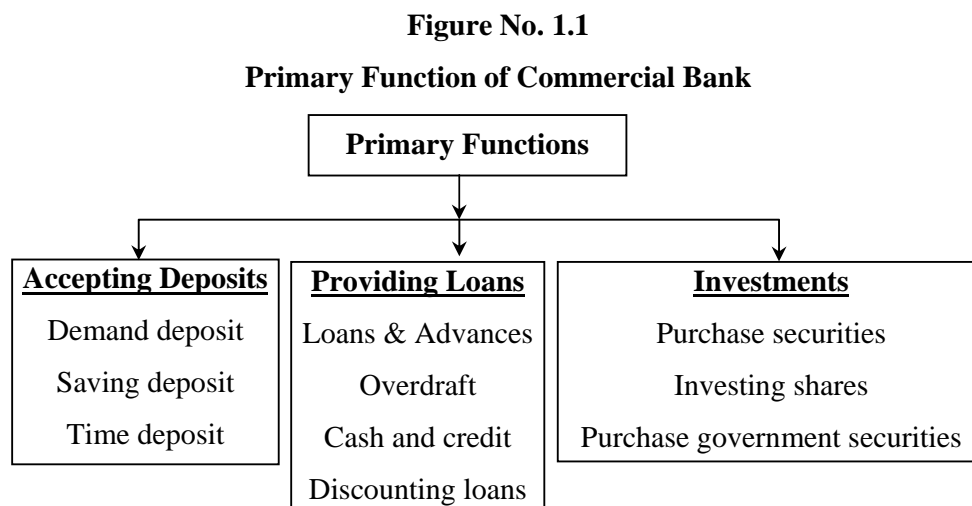 Figure No. 1.1
Primary Function of Commercial Bank
Primary Functions
Accepting Deposits
Demand deposit
Saving deposit
Time deposit
Providing Loans
Loans & Advances
Overdraft
Cash and credit
Discounting loans
Investments
Purchase securities
Investing shares
Purchase government securities